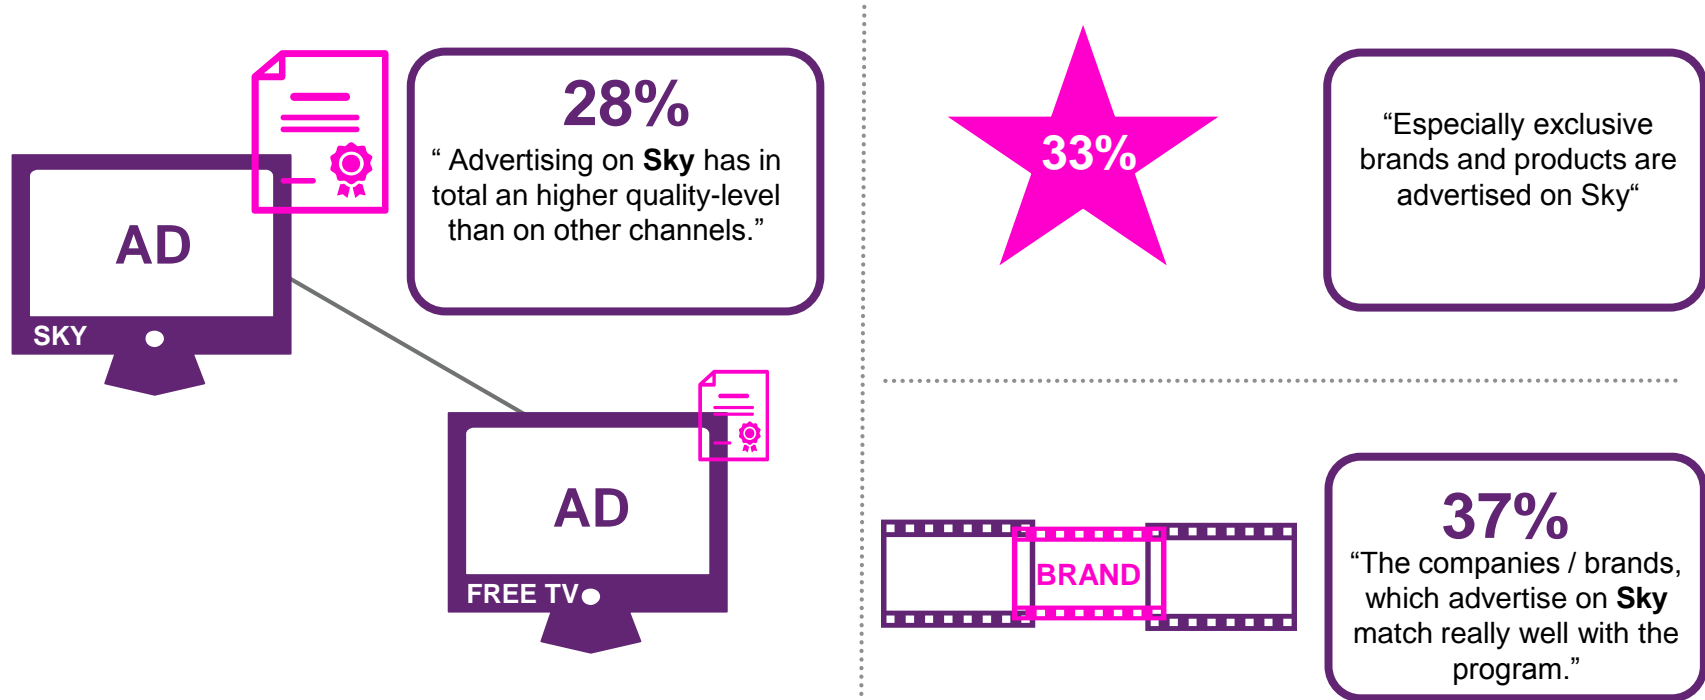 AD
SKY
28%
“ Advertising on Sky has in
total an higher quality-level
than on other channels.”
AD
FREE TV
33%
“Especially exclusive
brands and products are
advertised on Sky“
BRAND
37%
“The companies / brands,
which advertise on Sky
match really well with the
program.”